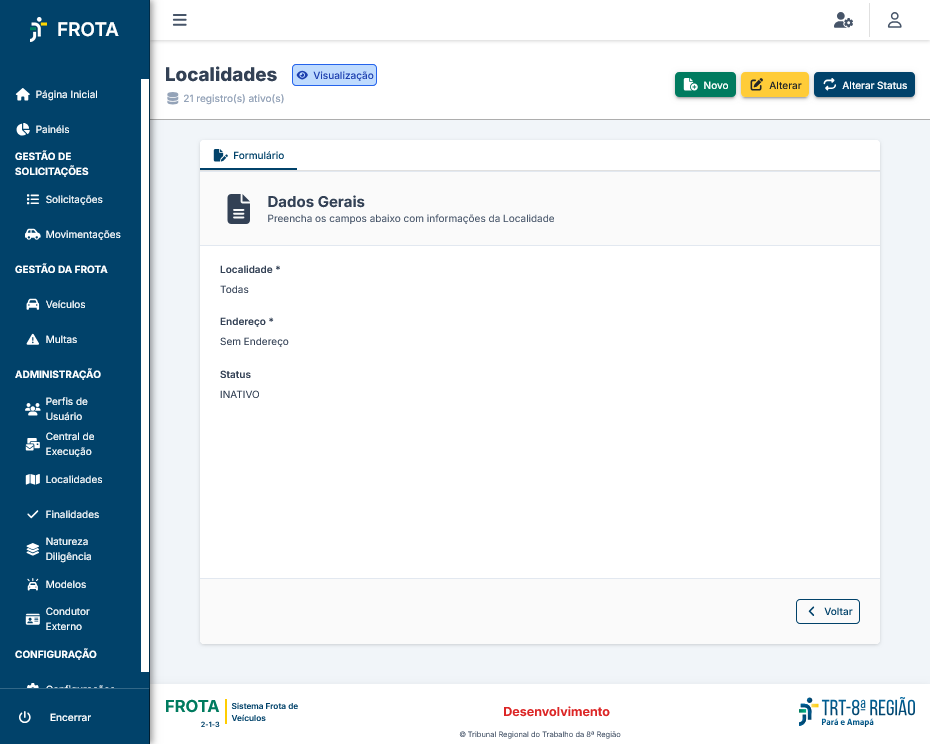 FROTA
Página Inicial
Painéis
GESTÃO DE
SOLICITAÇÕES
Solicitações
Movimentações
GESTÃO DA FROTA
Veículos
Multas
ADMINISTRAÇÃO
Perfis de
Usuário
Central de
Execução
Localidades
Finalidades
Natureza
Diligência
Modelos
Condutor
Externo
CONFIGURAÇÃO
Configurações
Encerrar
Localidades
Visualização
21 registro(s) ativo(s)
Novo
Alterar
Alterar Status
Formulário
Dados Gerais
Preencha os campos abaixo com informações da Localidade
Localidade *
Todas
Endereço *
Sem Endereço
Status
INATIVO
Voltar
FROTA
2-1-3
Sistema Frota de
Veículos
Desenvolvimento
© Tribunal Regional do Trabalho da 8ª Região
TRT-8ª REGIÃO
Pará e Amapá